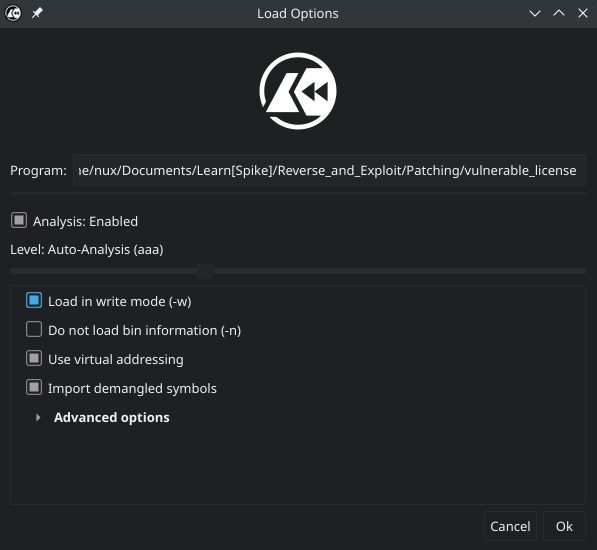 Load Options
Program: ne/nux/Documents/Learn[Spike]/Reverse_and_Exploit/Patching/vulnerable_license
Analysis: Enabled
Level: Auto-Analysis (aaa)
Load in write mode (-w)
Do not load bin information (-n)
Use virtual addressing
Import demangled symbols
Advanced options
Cancel Ok